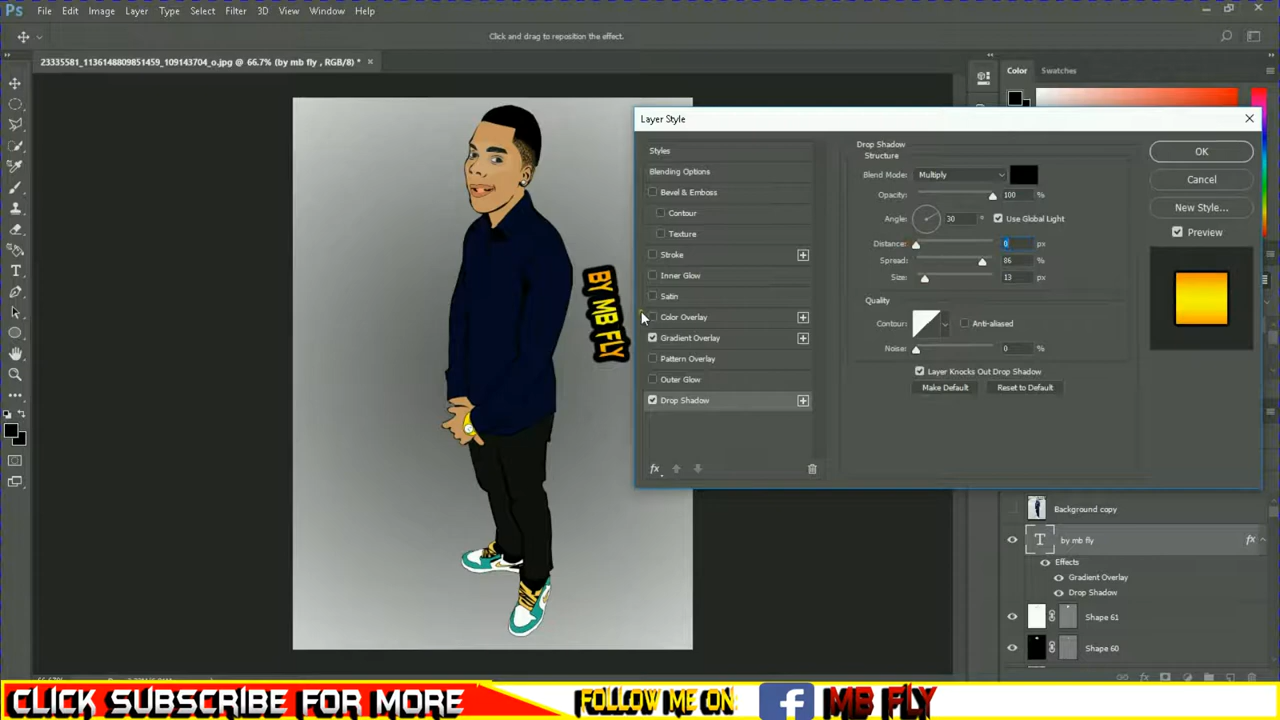 Ps File Edit Image Layer Type Select Filter 3D View Window Help
Click and drag to reposition the effect.
23335581_1136148809851459_109143704_o.jpg @ 66.7% (by mb fly , RGB/8) * ×
Color Swatches
Layer Style
Styles
Blending Options
Bevel & Emboss
Contour
Texture
Stroke
Inner Glow
Satin
Color Overlay
Gradient Overlay
Pattern Overlay
Outer Glow
Drop Shadow
fx
Drop Shadow
Structure
Blend Mode: Multiply
Opacity: 100 %
Angle: 30 ° Use Global Light
Distance: 0 px
Spread: 86 %
Size: 13 px
Quality
Contour: Anti-aliased
Noise: 0 %
Layer Knocks Out Drop Shadow
Make Default Reset to Default
OK
Cancel
New Style...
Preview
BY MB FLY
Background copy
T by mb fly fx
Effects
Gradient Overlay
Drop Shadow
Shape 61
Shape 60
CLICK SUBSCRIBE FOR MORE FOLLOW ME ON: f MB FLY